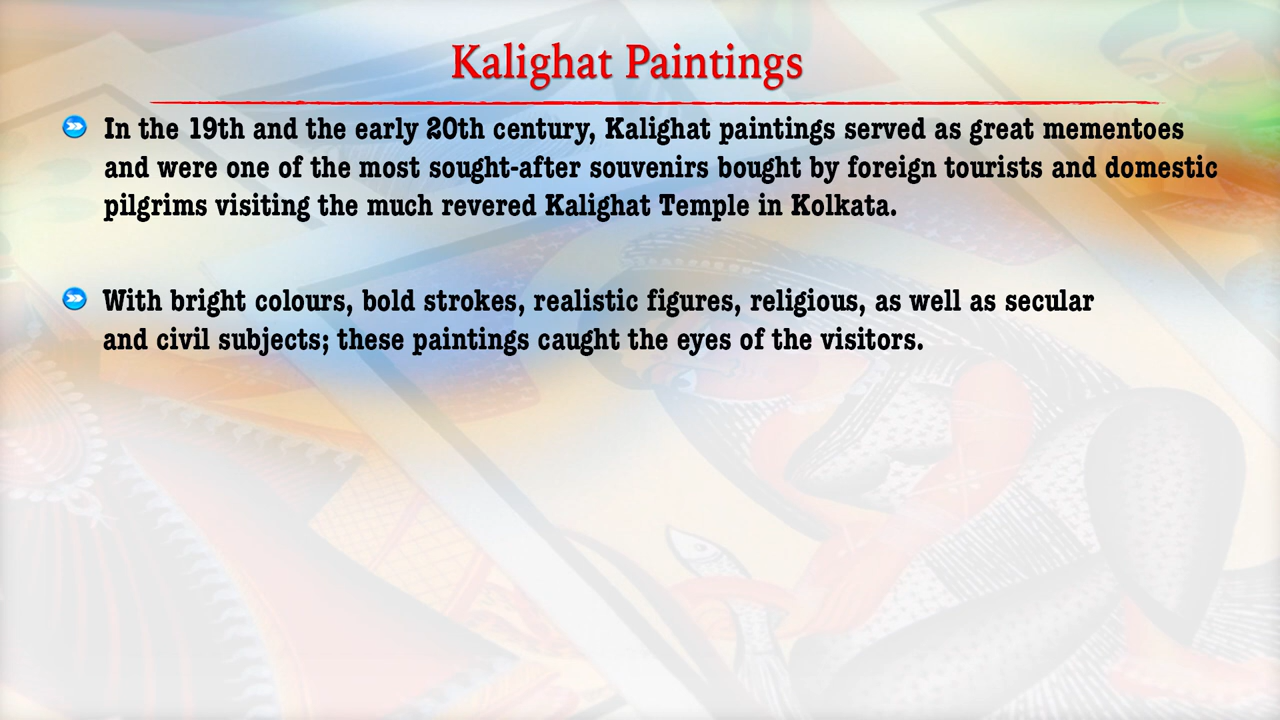 Kalighat Paintings
In the 19th and the early 20th century, Kalighat paintings served as great mementoes
and were one of the most sought-after souvenirs bought by foreign tourists and domestic
pilgrims visiting the much revered Kalighat Temple in Kolkata.
With bright colours, bold strokes, realistic figures, religious, as well as secular
and civil subjects; these paintings caught the eyes of the visitors.